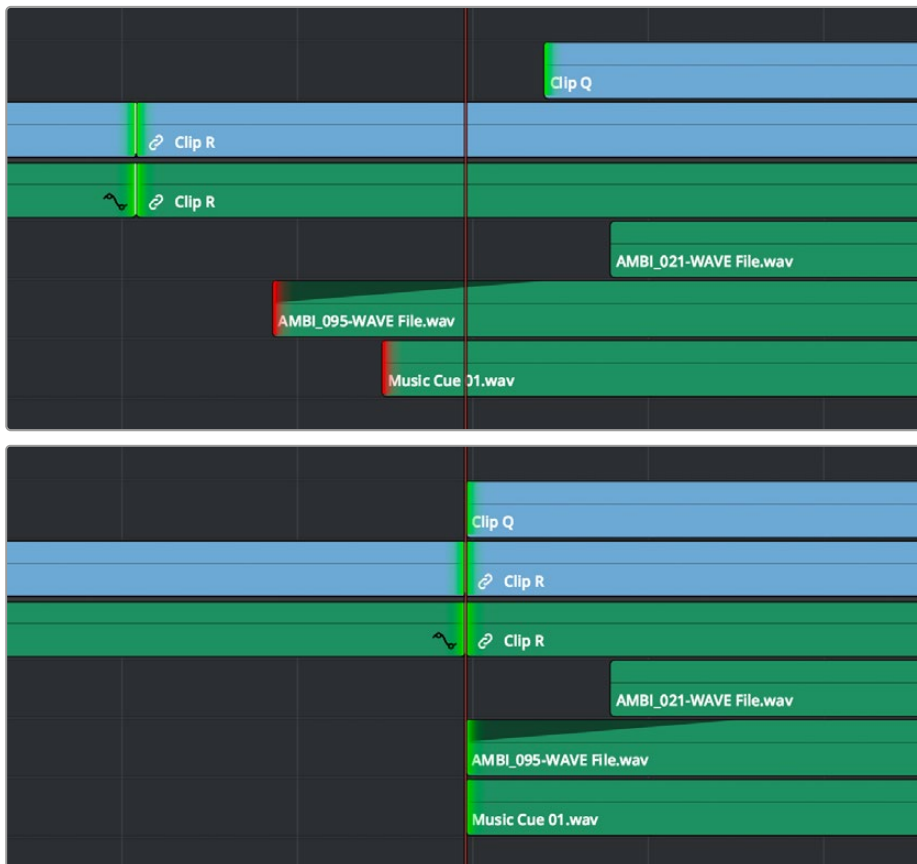 Clip Q
Clip R
Clip R
AMBI_021-WAVE File.wav
AMBI_095-WAVE File.wav
Music Cue 01.wav
Clip Q
Clip R
Clip R
AMBI_021-WAVE File.wav
AMBI_095-WAVE File.wav
Music Cue 01.wav